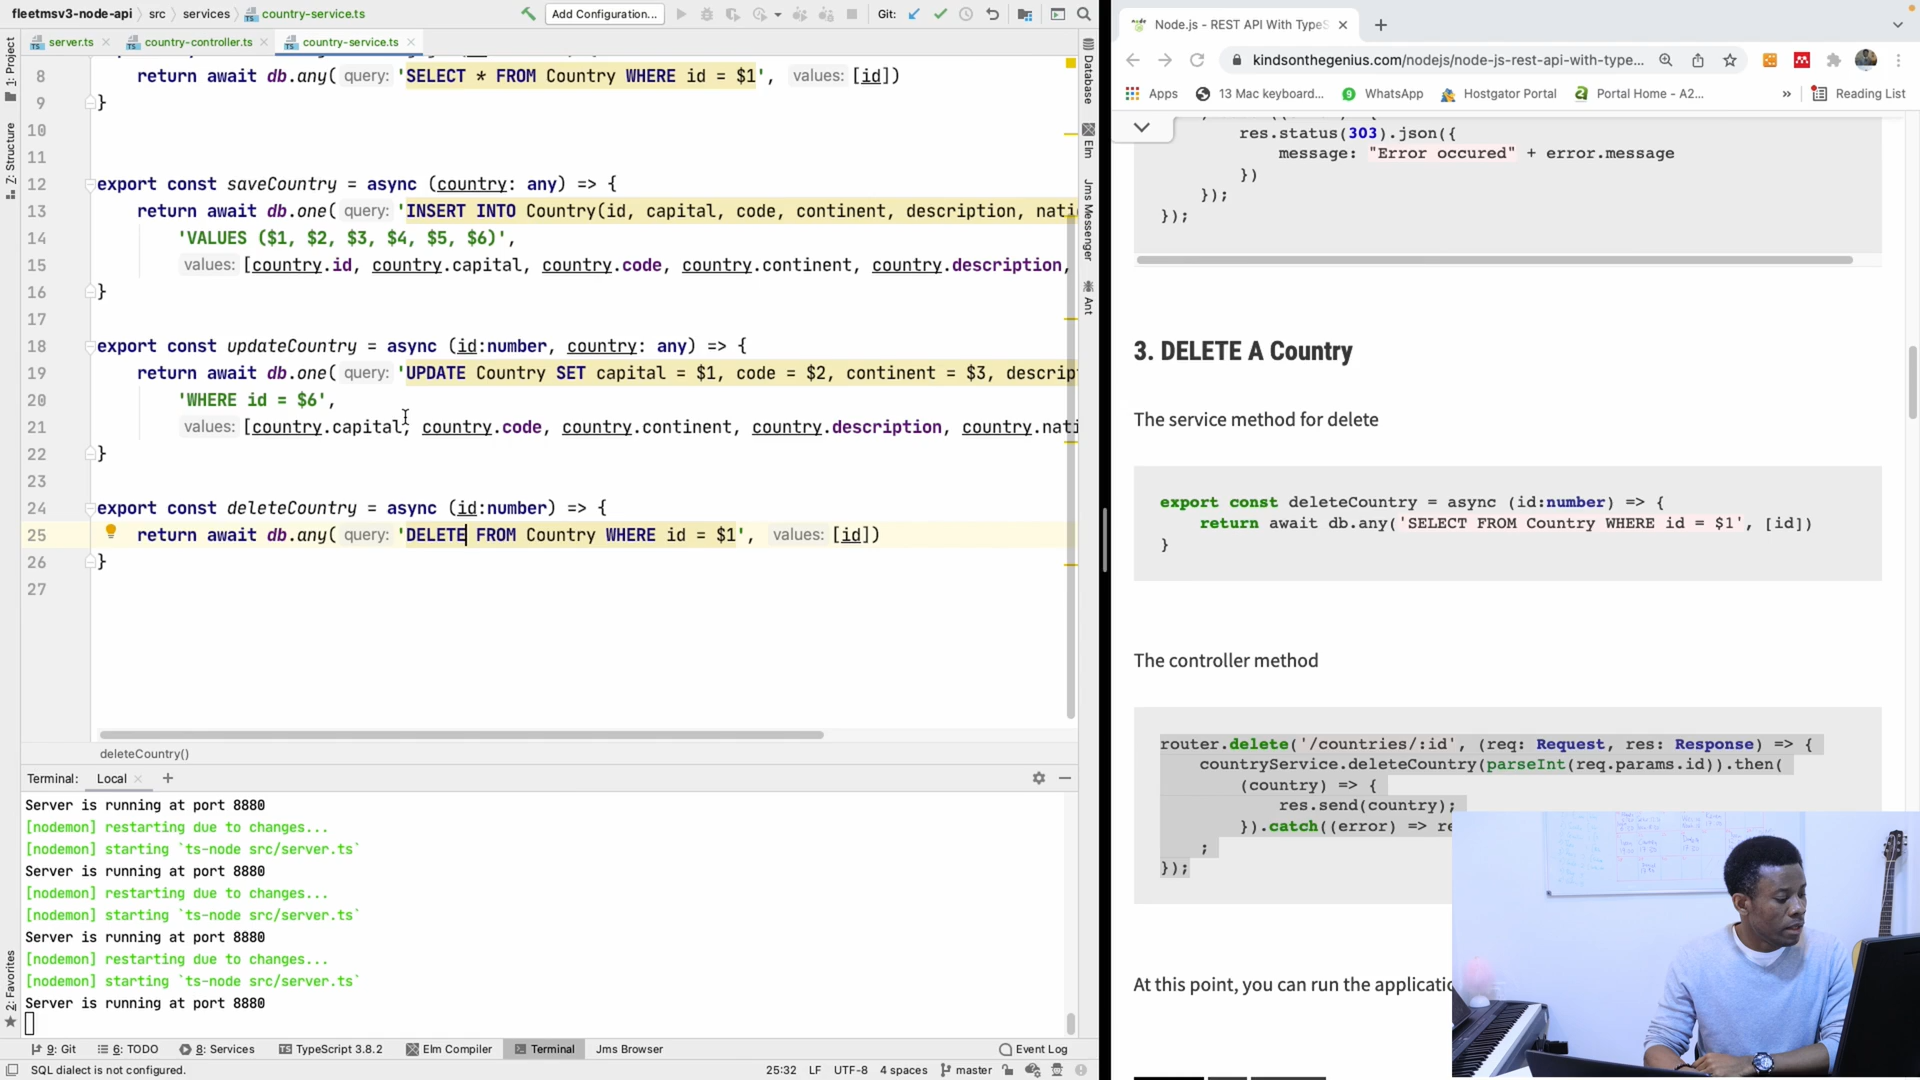 fleetmsv3-node-api
src
services
country-service.ts
Add Configuration...
Git:
server.ts
country-controller.ts
country-service.ts
1: Project
Z: Structure
2: Favorites
8 return await db.any( query: 'SELECT * FROM Country WHERE id = $1', values: [id])
9 }
10
11
12 export const saveCountry = async (country: any) => {
13 return await db.one( query: 'INSERT INTO Country(id, capital, code, continent, description, nati
14 'VALUES ($1, $2, $3, $4, $5, $6)',
15 values: [country.id, country.capital, country.code, country.continent, country.description,
16 }
17
18 export const updateCountry = async (id:number, country: any) => {
19 return await db.one( query: 'UPDATE Country SET capital = $1, code = $2, continent = $3, descrip
20 'WHERE id = $6',
21 values: [country.capital, country.code, country.continent, country.description, country.nati
22 }
23
24 export const deleteCountry = async (id:number) => {
25 return await db.any( query: 'DELETE FROM Country WHERE id = $1', values: [id])
26 }
27
deleteCountry()
Database
Elm
Jms Messenger
Ant
Terminal: Local
Server is running at port 8880
[nodemon] restarting due to changes...
[nodemon] starting `ts-node src/server.ts`
Server is running at port 8880
[nodemon] restarting due to changes...
[nodemon] starting `ts-node src/server.ts`
Server is running at port 8880
[nodemon] restarting due to changes...
[nodemon] starting `ts-node src/server.ts`
Server is running at port 8880
9: Git 6: TODO 8: Services TypeScript 3.8.2 Elm Compiler Terminal Jms Browser Event Log
SQL dialect is not configured. 25:32 LF UTF-8 4 spaces master
Node.js - REST API With TypeS
kindsonthegenius.com/nodejs/node-js-rest-api-with-type...
Apps 13 Mac keyboard... WhatsApp Hostgator Portal Portal Home - A2... » Reading List
res.status(303).json({
message: "Error occured" + error.message
})
});
});
3. DELETE A Country
The service method for delete
export const deleteCountry = async (id:number) => {
return await db.any('SELECT FROM Country WHERE id = $1', [id])
}
The controller method
router.delete('/countries/:id', (req: Request, res: Response) => {
countryService.deleteCountry(parseInt(req.params.id)).then(
(country) => {
res.send(country);
}).catch((error) => re
;
});
At this point, you can run the applicatio